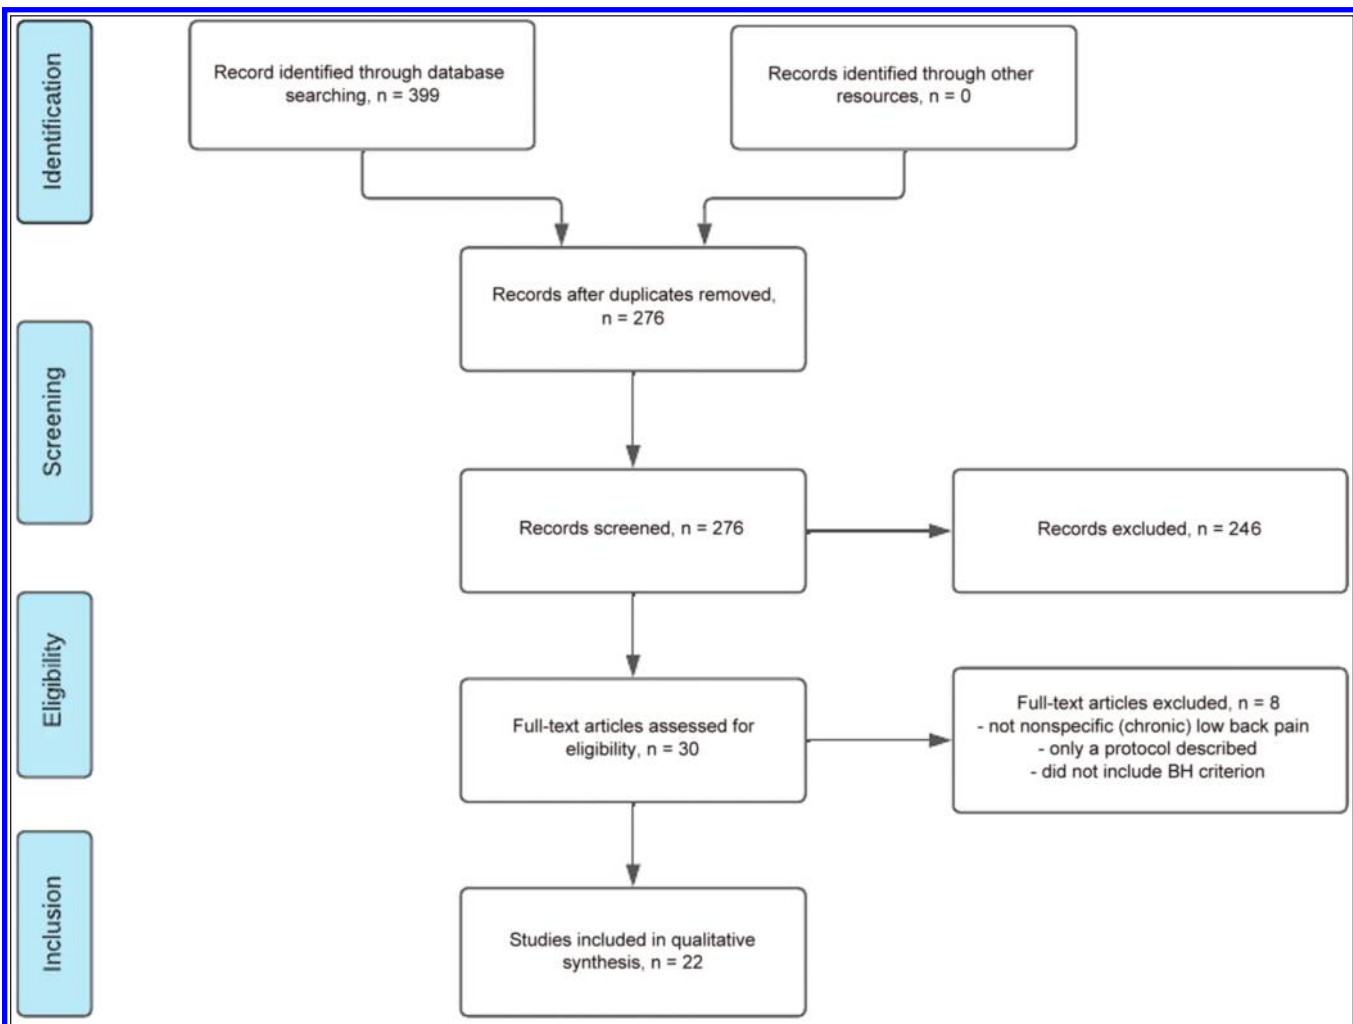 Identification
Record identified through database
searching, n = 399
Records identified through other
resources, n = 0
Records after duplicates removed,
n = 276
Screening
Records screened, n = 276
Records excluded, n = 246
Eligibility
Full-text articles assessed for
eligibility, n = 30
Full-text articles excluded, n = 8
- not nonspecific (chronic) low back pain
- only a protocol described
- did not include BH criterion
Inclusion
Studies included in qualitative
synthesis, n = 22